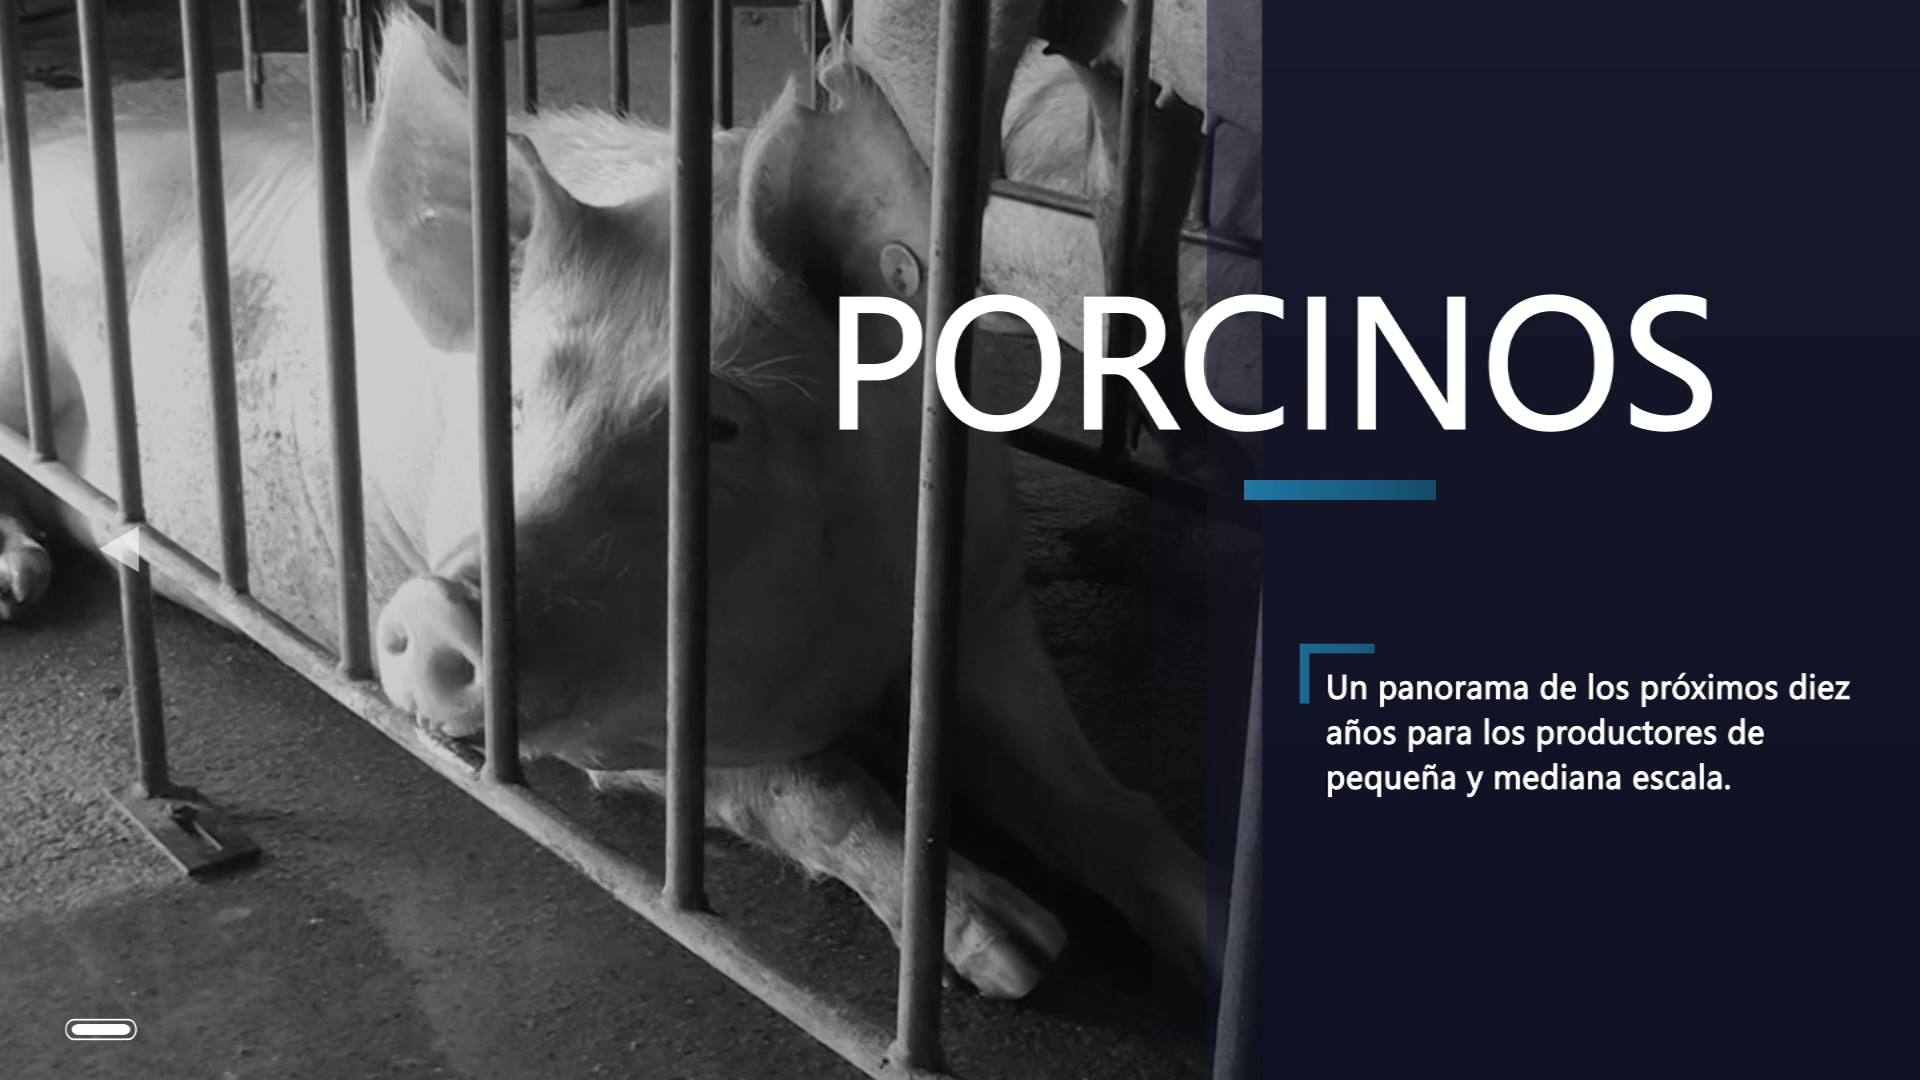 PORCINOS
Un panorama de los próximos diez
años para los productores de
pequeña y mediana escala.